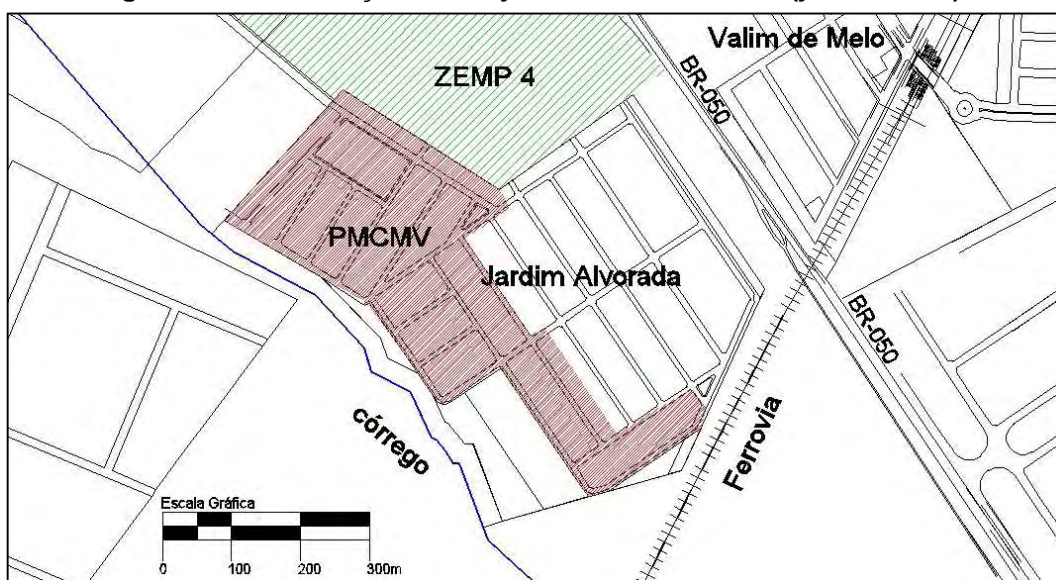 Valim de Melo
ZEMP 4
BR-050
PMCMV
Jardim Alvorada
BR-050
córrego
Ferrovia
Escala Gráfica
0 100 200 300m